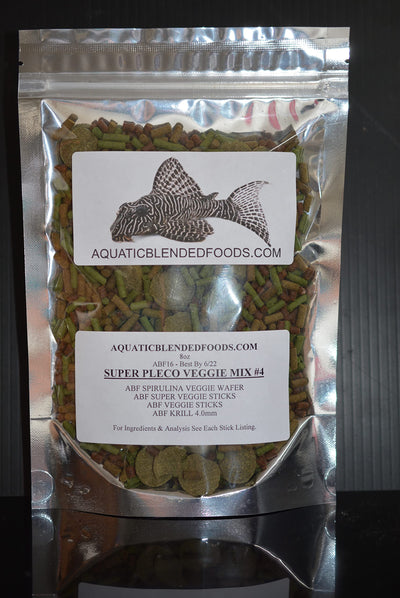 AQUATICBLENDEDFOODS.COM
AQUATICBLENDEDFOODS.COM
8oz
ABF16 - Best By 6/22
SUPER PLECO VEGGIE MIX #4
ABF SPIRULINA VEGGIE WAFER
ABF SUPER VEGGIE STICKS
ABF VEGGIE STICKS
ABF KRILL 4.0mm
For Ingredients & Analysis See Each Stick Listing.